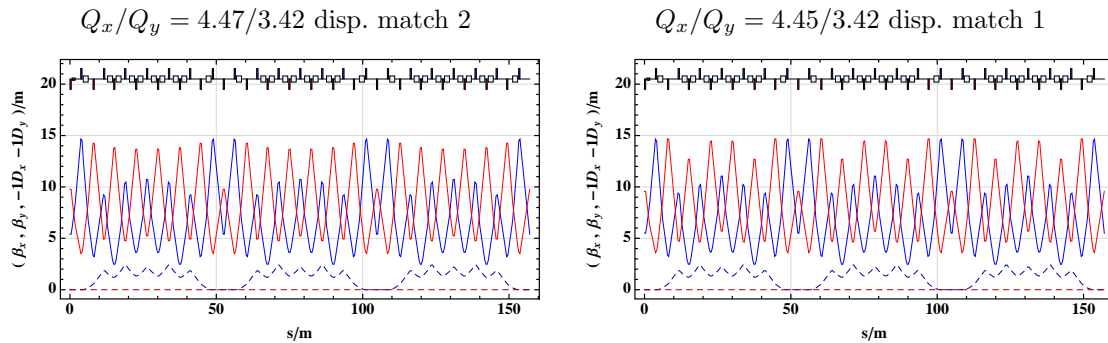 Q_x/Q_y = 4.47/3.42 disp. match 2
20
15
10
5
0
( β_x , β_y , -1D_x -1D_y )/m
0 50 100 150
s/m
Q_x/Q_y = 4.45/3.42 disp. match 1
20
15
10
5
0
( β_x , β_y , -1D_x -1D_y )/m
0 50 100 150
s/m